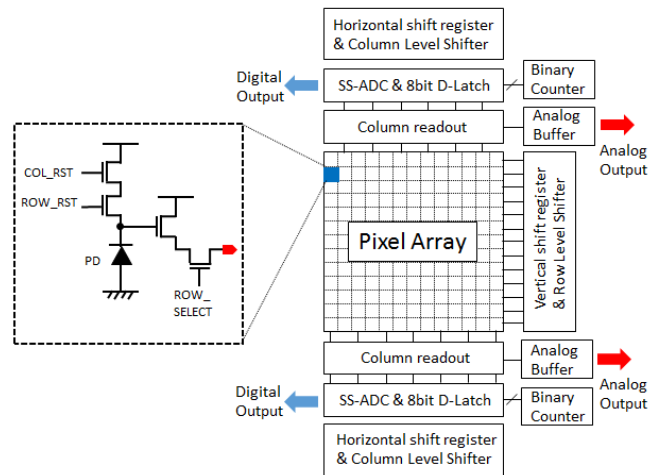 Horizontal shift register
& Column Level Shifter
Digital
Output
SS-ADC & 8bit D-Latch
Binary
Counter
Column readout
Analog
Buffer
Analog
Output
COL_RST
ROW_RST
PD
ROW_
SELECT
Pixel Array
Vertical shift register
& Row Level Shifter
Column readout
Analog
Buffer
Analog
Output
Digital
Output
SS-ADC & 8bit D-Latch
Binary
Counter
Horizontal shift register
& Column Level Shifter